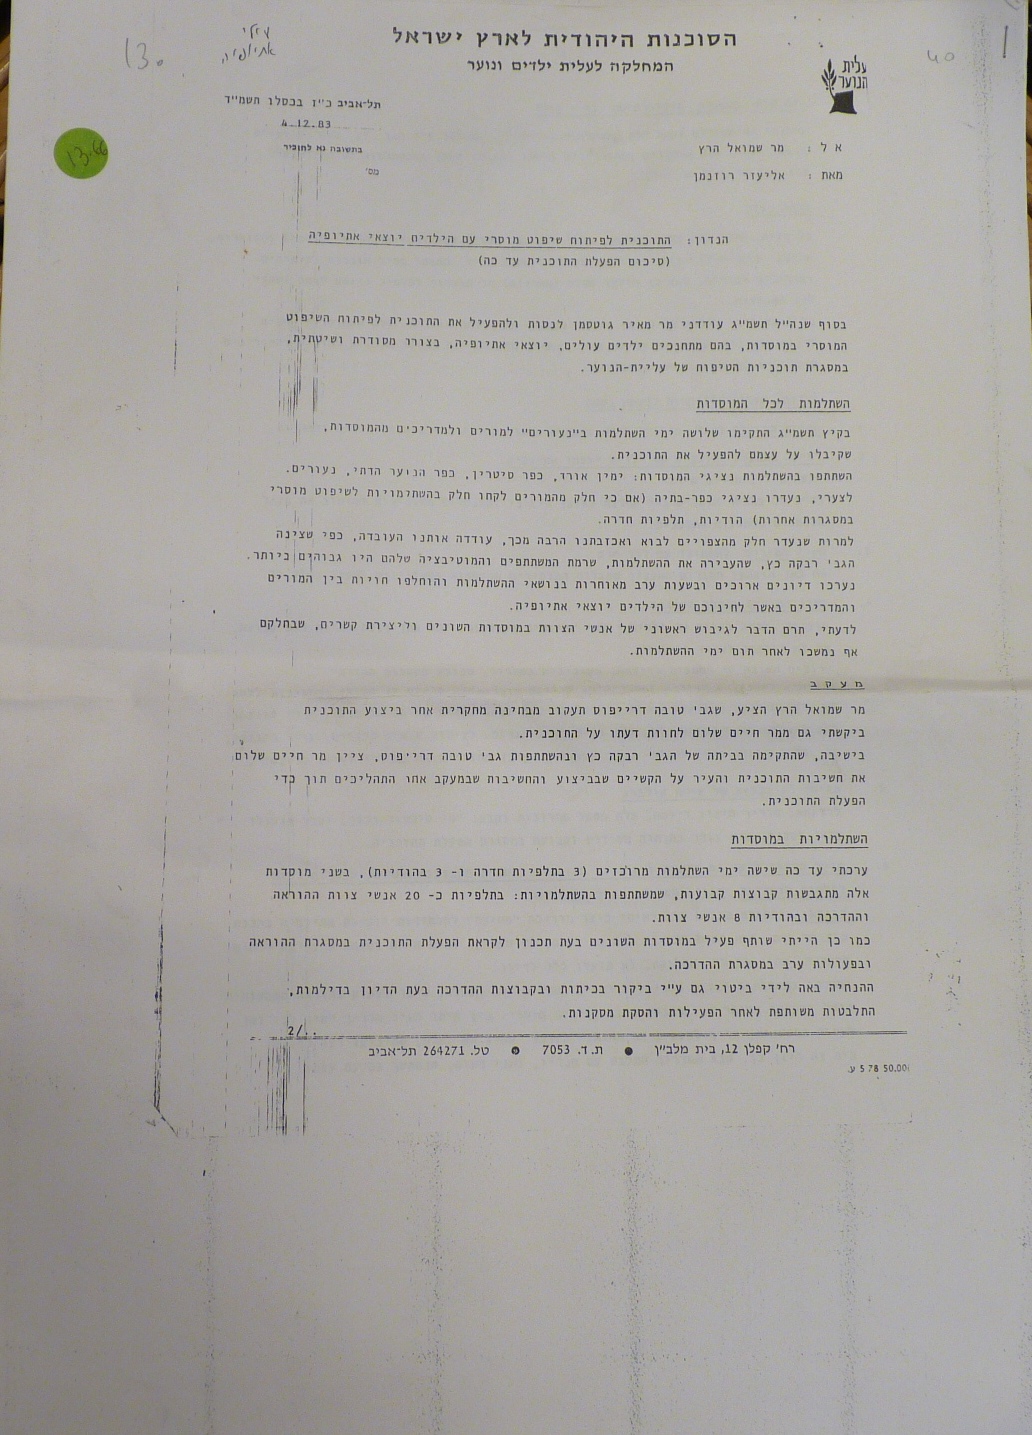 עולי
אתיופיה
13.
40
הסוכנות היהודית לארץ ישראל
המחלקה לעלית ילדים ונוער
עלית
הנוער
תל-אביב כ"ז בכסלו תשמ"ד
4.12.83
בתשובה נא להזכיר
מס'
13.66
א ל : מר שמואל הרץ
מאת : אליעזר רוזנמן
הנדון: התוכנית לפיתוח שיפוט מוסרי עם הילדים יוצאי אתיופיה
(סיכום הפעלת התוכנית עד כה)
בסוף שנה"ל תשמ"ג עודדני מר מאיר גוטסמן לנסות ולהפעיל את התוכנית לפיתוח השיפוט
המוסרי במוסדות, בהם מתחנכים ילדים עולים, יוצאי אתיופיה, בצורה מסודרת ושיטתית,
במסגרת תוכניות הטיפוח של עליית-הנוער.
השתלמות לכל המוסדות
בקיץ תשמ"ג התקימו שלושה ימי השתלמות ב"נעורים" למורים ולמדריכים מהמוסדות,
שקיבלו על עצמם להפעיל את התוכנית.
השתתפו בהשתלמות נציגי המוסדות: ימין אורד, כפר סיטרין, כפר הנוער הדתי, נעורים.
לצערי, נעדרו נציגי כפר-בתיה (אם כי חלק מהמורים לקחו חלק בהשתלמויות לשיפוט מוסרי
במסגרות אחרות) הודיות, תלפיות חדרה.
למרות שנעדר חלק מהצפויים לבוא ואכזבתנו הרבה מכך, עודדה אותנו העובדה, כפי שצינה
הגב' רבקה כץ, שהעבירה את ההשתלמות, שרמת המשתתפים והמוטיבציה שלהם היו גבוהים ביותר.
נערכו דיונים ארוכים ובשעות ערב מאוחרות בנושאי ההשתלמות והוחלפו חויות בין המורים
והמדריכים באשר לחינוכם של הילדים יוצאי אתיופיה.
לדעתי, תרם הדבר לגיבוש ראשוני של אנשי הצוות במוסדות השונים וליצירת קשרים, שבחלקם
אף נמשכו לאחר תום ימי ההשתלמות.
מ ע ק ב
מר שמואל הרץ הציע, שגב' טובה דרייפוס תעקוב מבחינה מחקרית אחר ביצוע התוכנית
ביקשתי גם ממר חיים שלום לחוות דעתו על התוכנית.
בישיבה, שהתקימה בביתה של הגב' רבקה כץ ובהשתתפות גב' טובה דרייפוס, ציין מר חיים שלום
את חשיבות התוכנית והעיר על הקשיים שבביצוע והחשיבות שבמעקב אחר התהליכים תוך כדי
הפעלת התוכנית.
השתלמויות במוסדות
ערכתי עד כה שישה ימי השתלמות מרוכזים (3 בתלפיות חדרה ו- 3 בהודיות), בשני מוסדות
אלה מתגבשות קבוצות קבועות, שמשתתפות בהשתלמויות: בתלפיות כ- 20 אנשי צוות ההוראה
וההדרכה ובהודיות 8 אנשי צוות.
כמו כן הייתי שותף פעיל במוסדות השונים בעת תכנון לקראת הפעלת התוכנית במסגרת ההוראה
ובפעולות ערב במסגרת ההדרכה.
ההנחיה באה לידי ביטוי גם ע"י ביקור בכיתות ובקבוצות ההדרכה בעת הדיון בדילמות,
התלבטות משותפת לאחר הפעילות והסקת מסקנות.
2/..
רח' קפלן 12, בית מלב"ן ● ת.ד. 7053 ● טל. 264271 תל-אביב
50.000 5 78 ע.